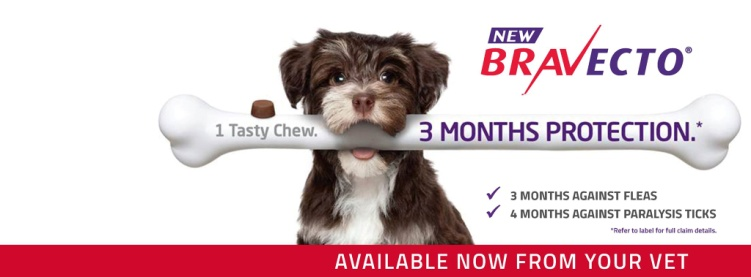 NEW
BRAVECTO®
1 Tasty Chew.
3 MONTHS PROTECTION.*
✓ 3 MONTHS AGAINST FLEAS
✓ 4 MONTHS AGAINST PARALYSIS TICKS
*Refer to label for full claim details.
AVAILABLE NOW FROM YOUR VET